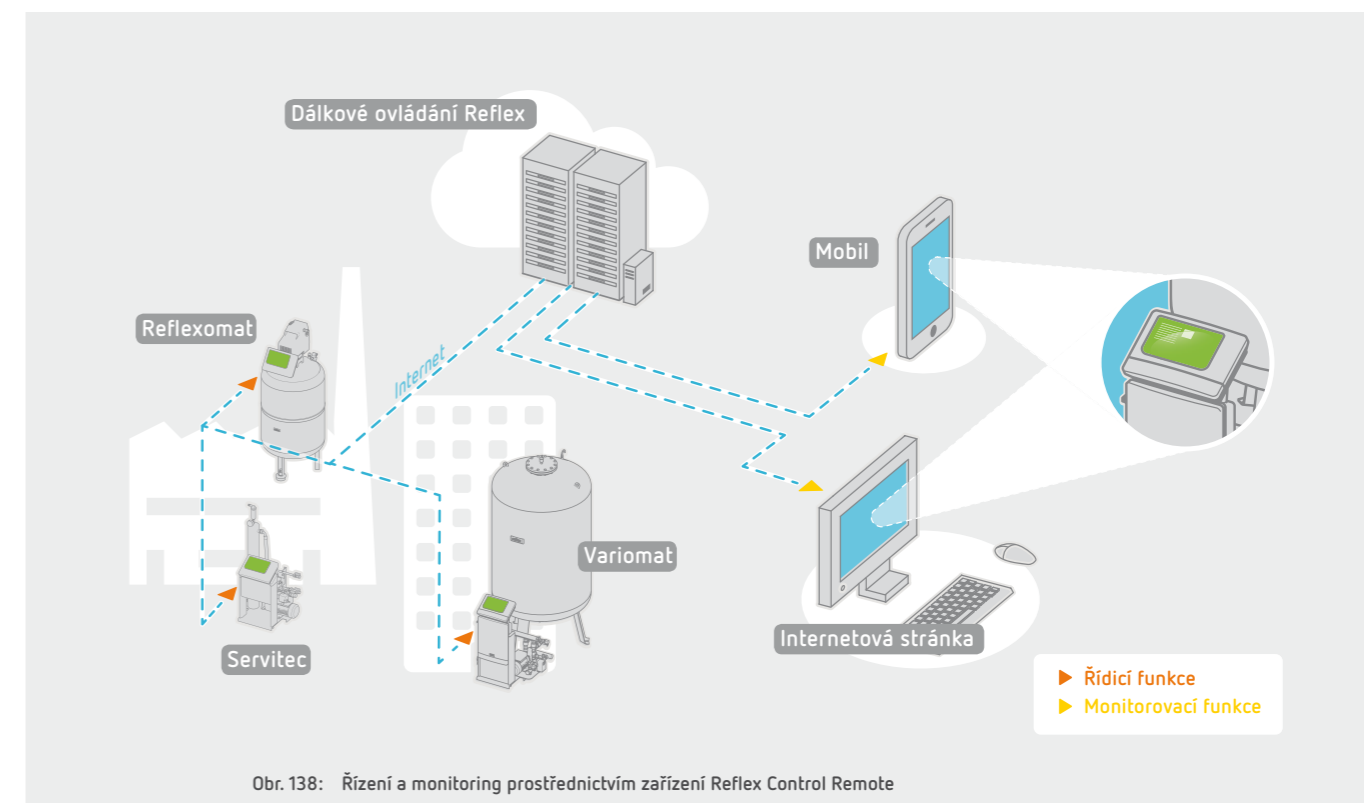 Dálkové ovládání Reflex
Mobil
Reflexomat
Internet
Variomat
Internetová stránka
Servitec
Řídicí funkce
Monitorovací funkce
Obr. 138: Řízení a monitoring prostřednictvím zařízení Reflex Control Remote